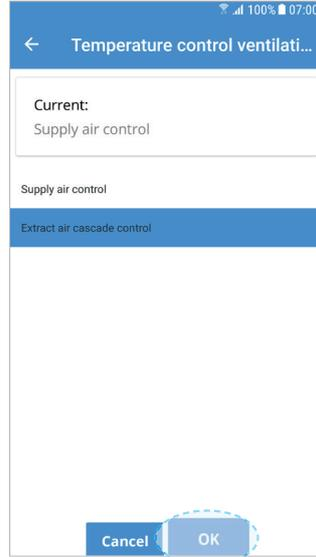 100% 07:00
Temperature control ventilati...
Current:
Supply air control
Supply air control
Extract air cascade control
Cancel OK